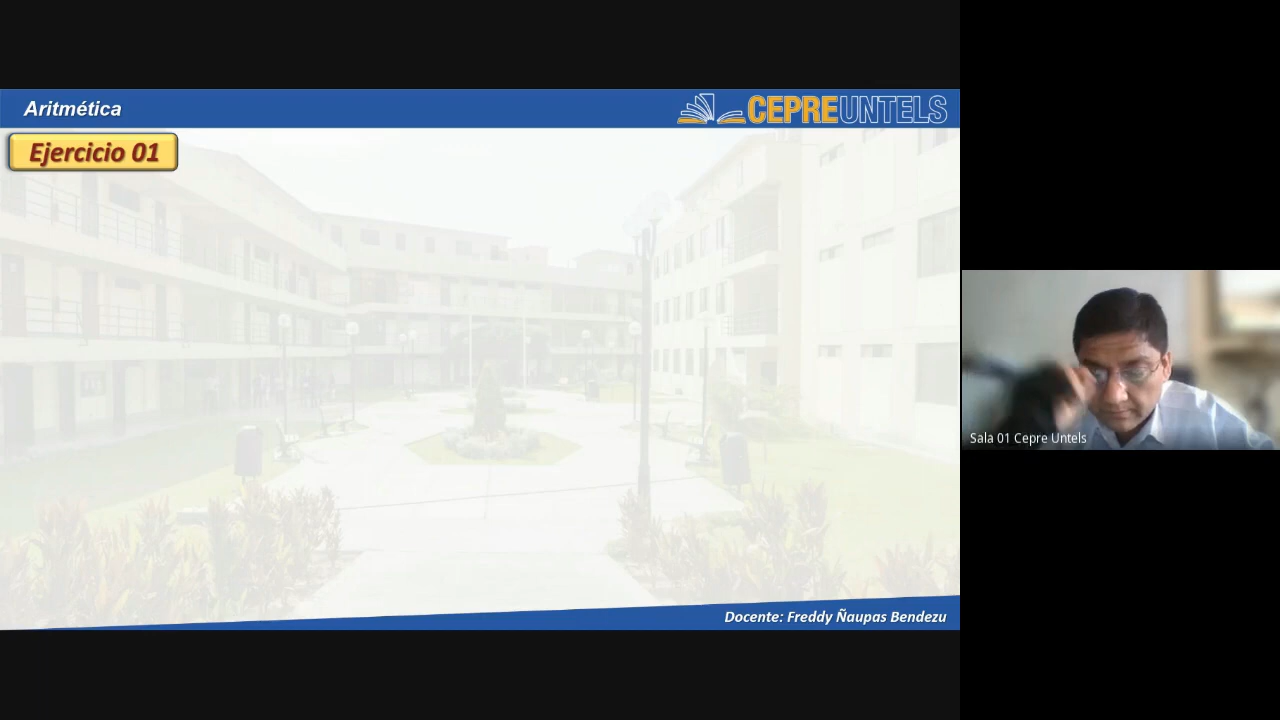 Aritmética
CEPREUNTELS
Ejercicio 01
Sala 01 Cepre Untels
Docente: Freddy Ñaupas Bendezu